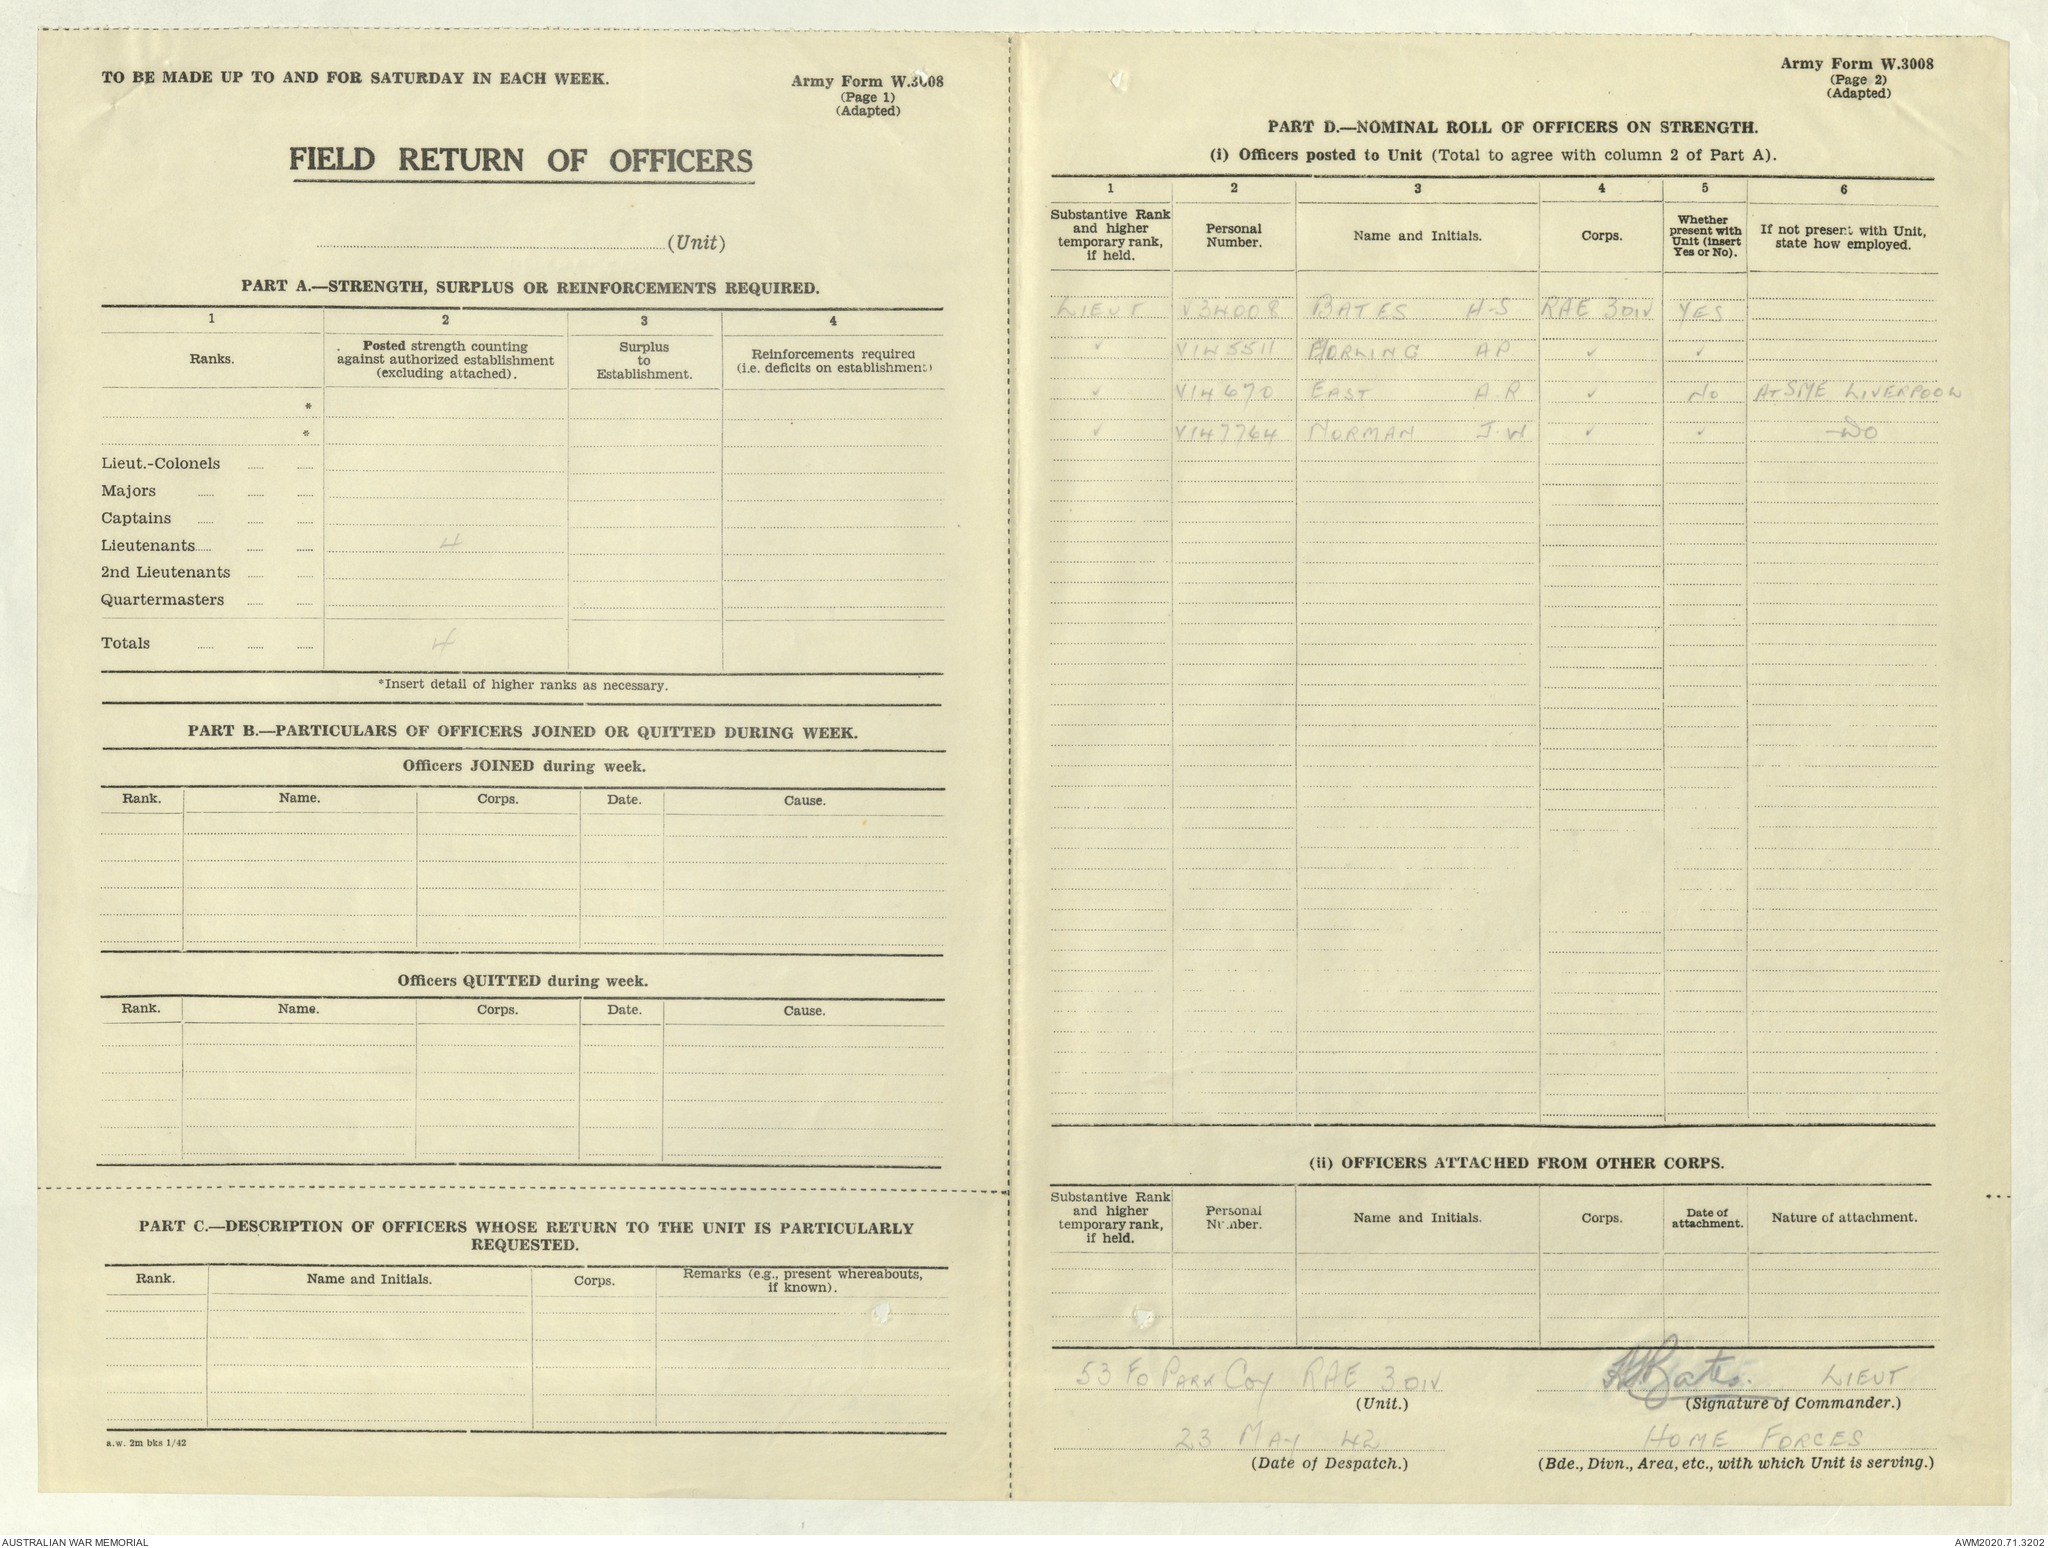 TO BE MADE UP TO AND FOR SATURDAY IN EACH WEEK.
Army Form W.3008
(Page 1)
(Adapted)
FIELD RETURN OF OFFICERS
(Unit)
PART A.—STRENGTH, SURPLUS OR REINFORCEMENTS REQUIRED.
1 2 3 4
Ranks. Posted strength counting against authorized establishment (excluding attached). Surplus to Establishment. Reinforcements required (i.e. deficits on establishment)
*
*
Lieut.-Colonels
Majors
Captains
Lieutenants 4
2nd Lieutenants
Quartermasters
Totals 4
*Insert detail of higher ranks as necessary.
PART B.—PARTICULARS OF OFFICERS JOINED OR QUITTED DURING WEEK.
Officers JOINED during week.
Rank. Name. Corps. Date. Cause.
Officers QUITTED during week.
Rank. Name. Corps. Date. Cause.
PART C.—DESCRIPTION OF OFFICERS WHOSE RETURN TO THE UNIT IS PARTICULARLY
REQUESTED.
Rank. Name and Initials. Corps. Remarks (e.g., present whereabouts, if known).
a.w. 2m bks 1/42
Army Form W.3008
(Page 2)
(Adapted)
PART D.—NOMINAL ROLL OF OFFICERS ON STRENGTH.
(i) Officers posted to Unit (Total to agree with column 2 of Part A).
1 2 3 4 5 6
Substantive Rank and higher temporary rank, if held. Personal Number. Name and Initials. Corps. Whether present with Unit (insert Yes or No). If not present with Unit, state how employed.
LIEUT V34008 BATES H-S RAE 3DIV YES
✓ V145511 HORLING A P ✓ ✓
✓ V14670 EAST A.R ✓ No At SME LIVERPOOL
✓ V147764 NORMAN J-W ✓ ✓ -DO
(ii) OFFICERS ATTACHED FROM OTHER CORPS.
Substantive Rank and higher temporary rank, if held. Personal Number. Name and Initials. Corps. Date of attachment. Nature of attachment.
53 FD PARK COY RAE 3 DIV
(Unit.)
HSBates. LIEUT
(Signature of Commander.)
23 MAY 42
(Date of Despatch.)
HOME FORCES
(Bde., Divn., Area, etc., with which Unit is serving.)
AUSTRALIAN WAR MEMORIAL
AWM2020.71.3202